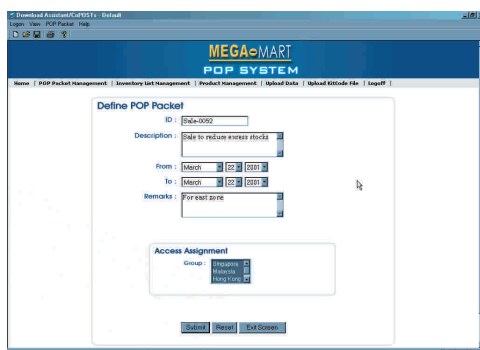 Download Assistant/CoPOSTs - Default
Logon View POP Packet Help
MEGA MART
POP SYSTEM
Home | POP Packet Management | Inventory List Management | Product Management | Upload Data | Upload KitCode File | Logoff |
Define POP Packet
ID : Sale-0052
Description : Sale to reduce excess stocks
From : March 22 2001
To : March 22 2001
Remarks : For east zone
Access Assignment
Group : Singapore
Malaysia
Hong Kong
Submit Reset Exit Screen